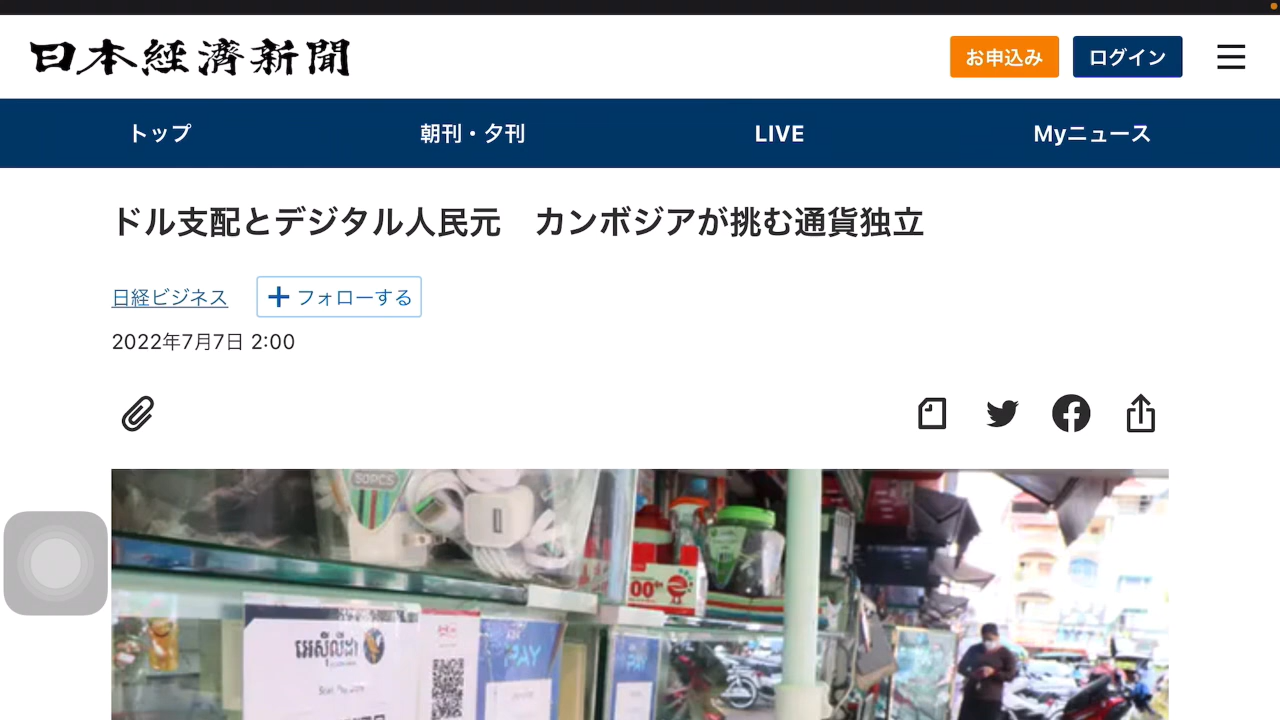 日本經濟新聞
お申込み
ログイン
トップ
朝刊・夕刊
LIVE
Myニュース
ドル支配とデジタル人民元　カンボジアが挑む通貨独立
日経ビジネス
フォローする
2022年7月7日 2:00
50PCS
PAY
PAY